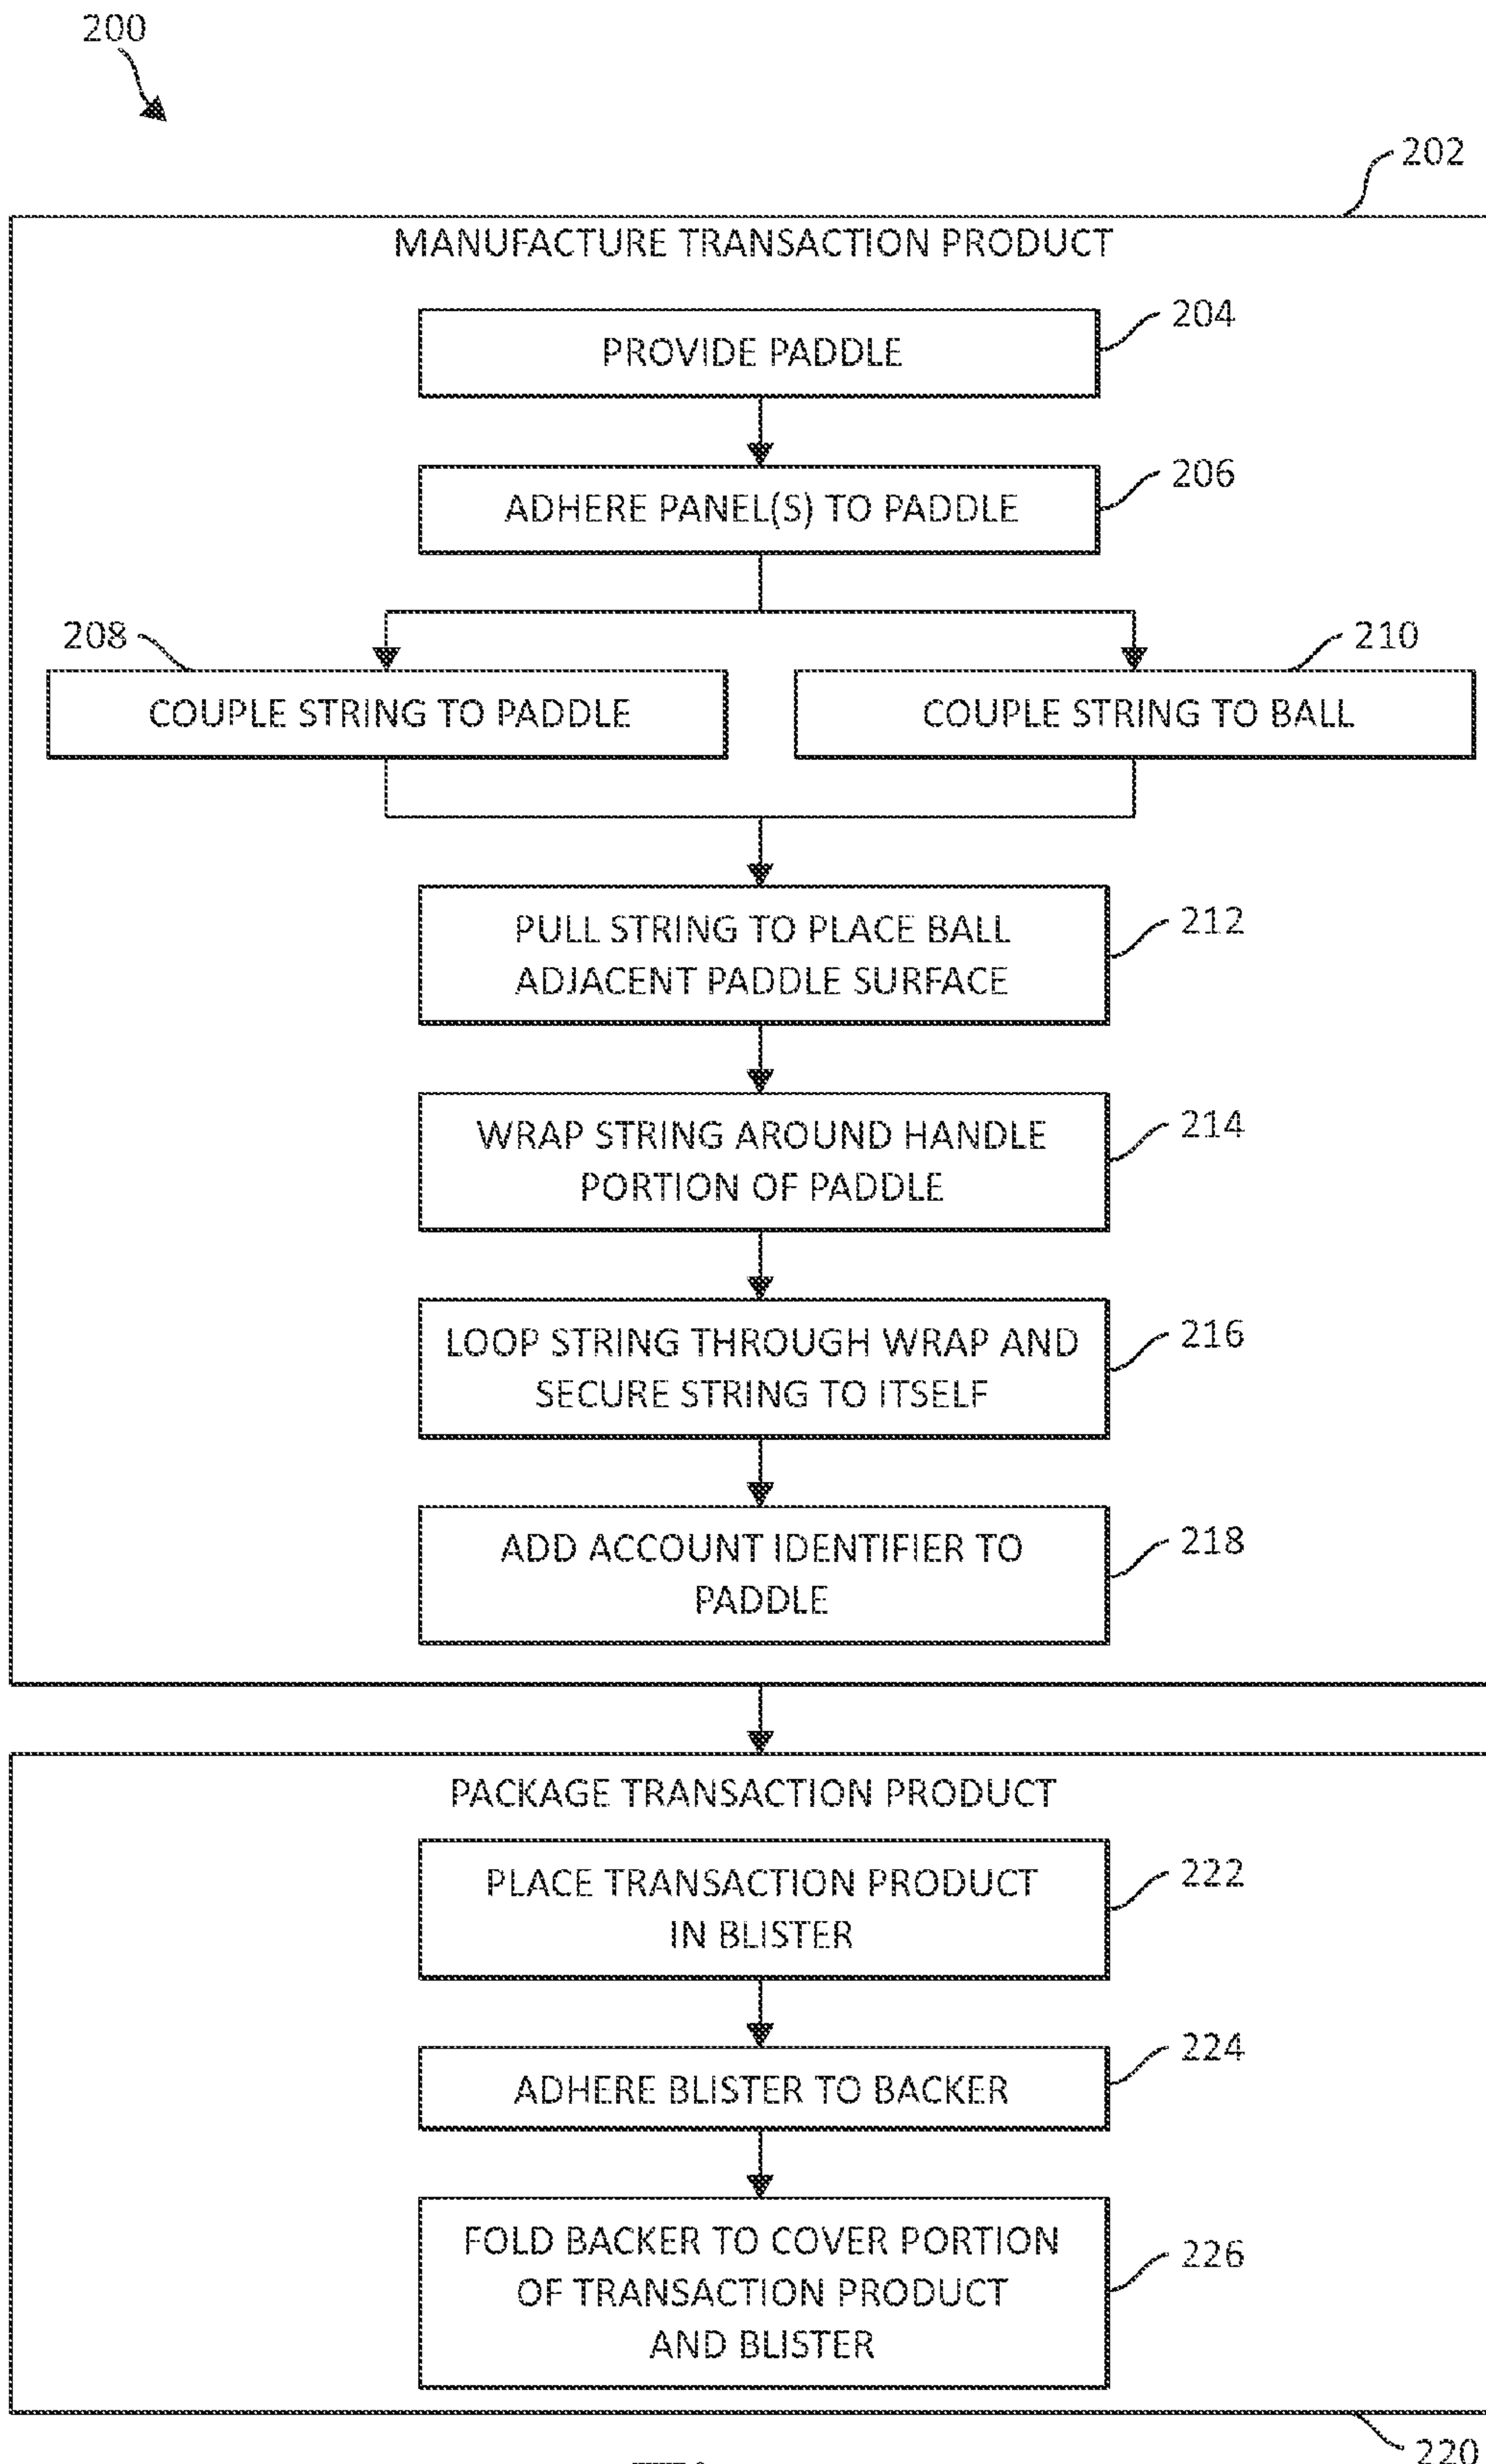 200
202
MANUFACTURE TRANSACTION PRODUCT
204
PROVIDE PADDLE
206
ADHERE PANEL(S) TO PADDLE
208
210
COUPLE STRING TO PADDLE
COUPLE STRING TO BALL
212
PULL STRING TO PLACE BALL
ADJACENT PADDLE SURFACE
214
WRAP STRING AROUND HANDLE
PORTION OF PADDLE
216
LOOP STRING THROUGH WRAP AND
SECURE STRING TO ITSELF
218
ADD ACCOUNT IDENTIFIER TO
PADDLE
PACKAGE TRANSACTION PRODUCT
222
PLACE TRANSACTION PRODUCT
IN BLISTER
224
ADHERE BLISTER TO BACKER
226
FOLD BACKER TO COVER PORTION
OF TRANSACTION PRODUCT
AND BLISTER
220